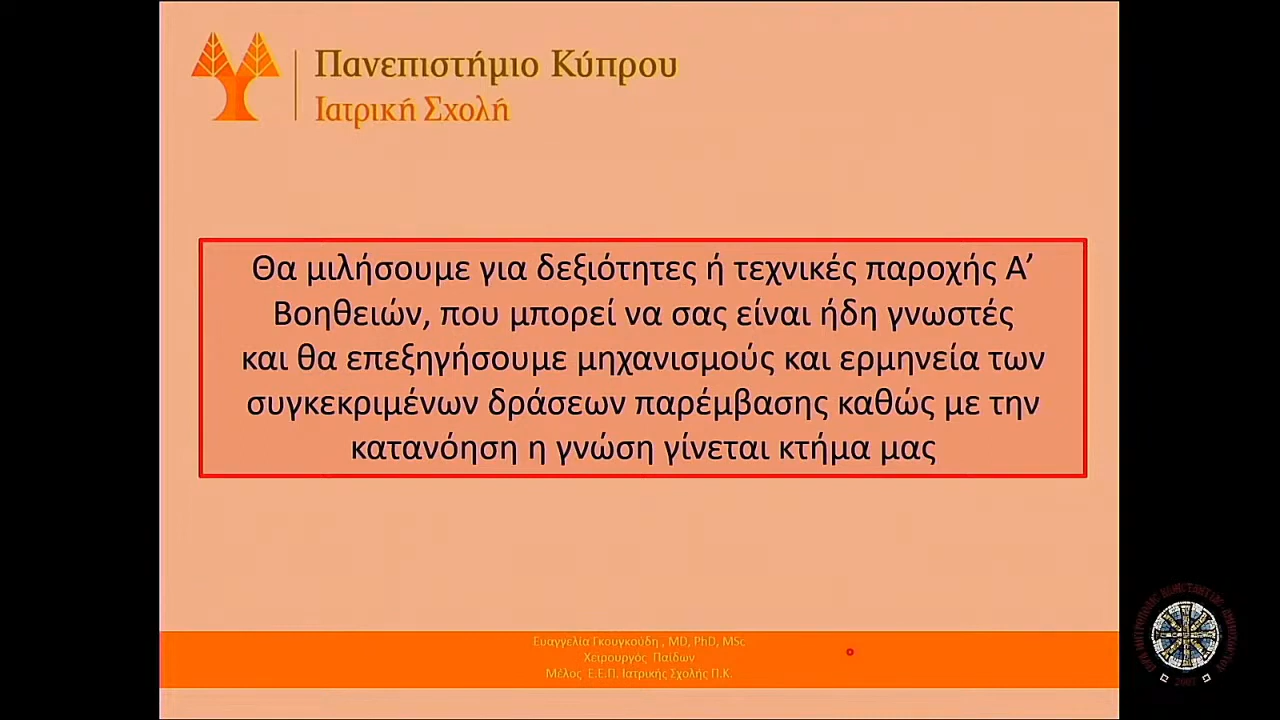 Πανεπιστήμιο Κύπρου
Ιατρική Σχολή
Θα μιλήσουμε για δεξιότητες ή τεχνικές παροχής Α’
Βοηθειών, που μπορεί να σας είναι ήδη γνωστές
και θα επεξηγήσουμε μηχανισμούς και ερμηνεία των
συγκεκριμένων δράσεων παρέμβασης καθώς με την
κατανόηση η γνώση γίνεται κτήμα μας
Ευαγγελία Γκουγκούδη , MD, PhD, MSc
Χειρουργός Παίδων
Μέλος Ε.Ε.Π. Ιατρικής Σχολής Π.Κ.
2007